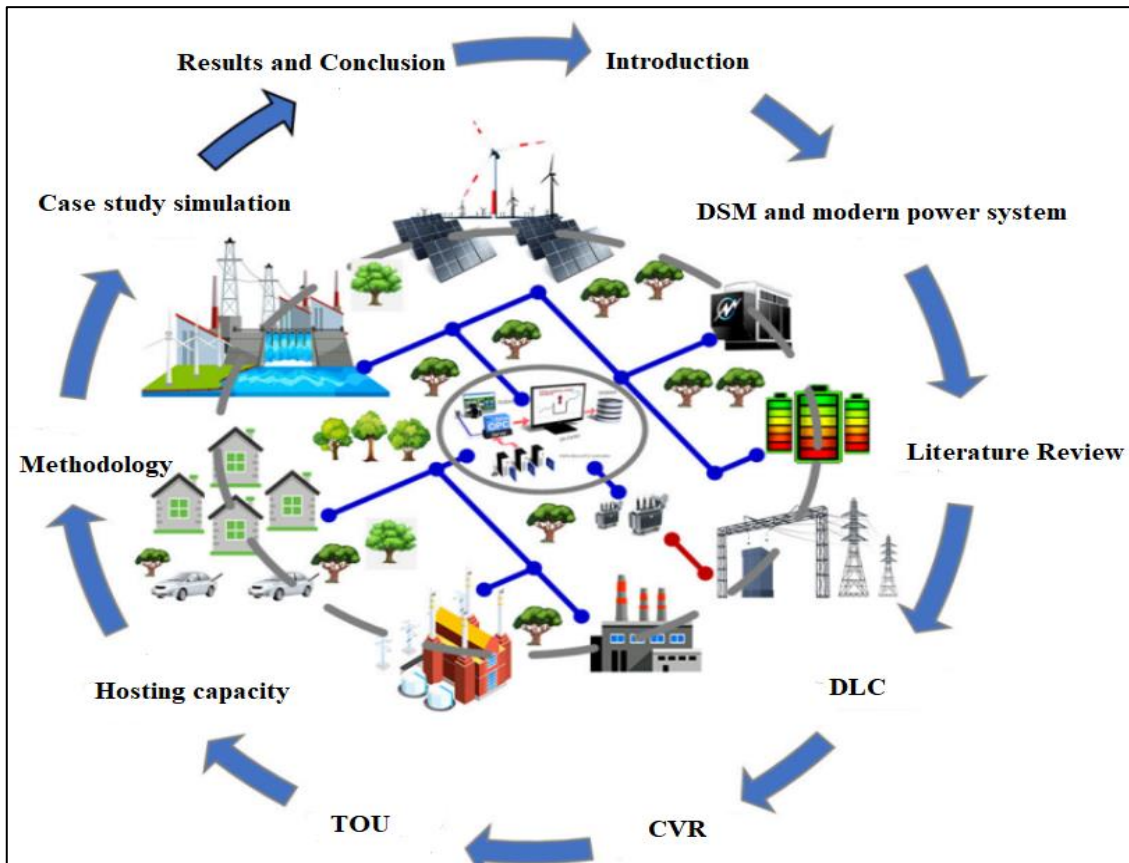 Results and Conclusion
Introduction
Case study simulation
DSM and modern power system
Methodology
Literature Review
Hosting capacity
DLC
TOU
CVR
OPC